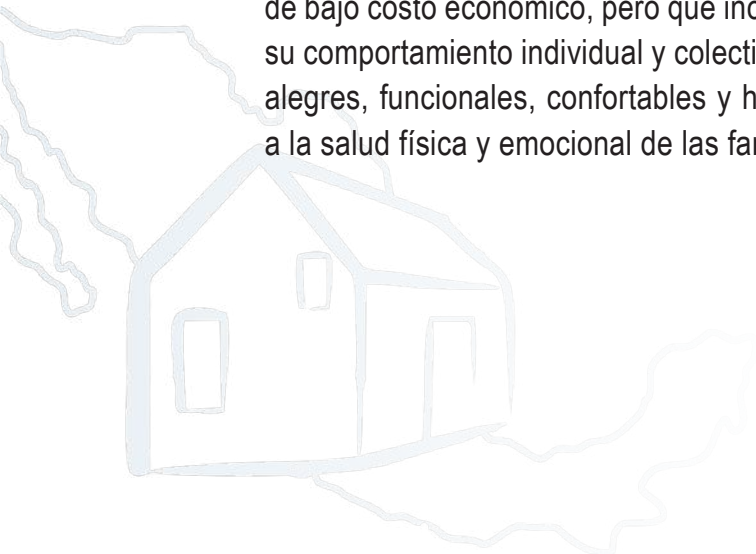 de bajo costo económico, pero que
su comportamiento individual y
alegres, funcionales, confortables y
a la salud física y emocional de las